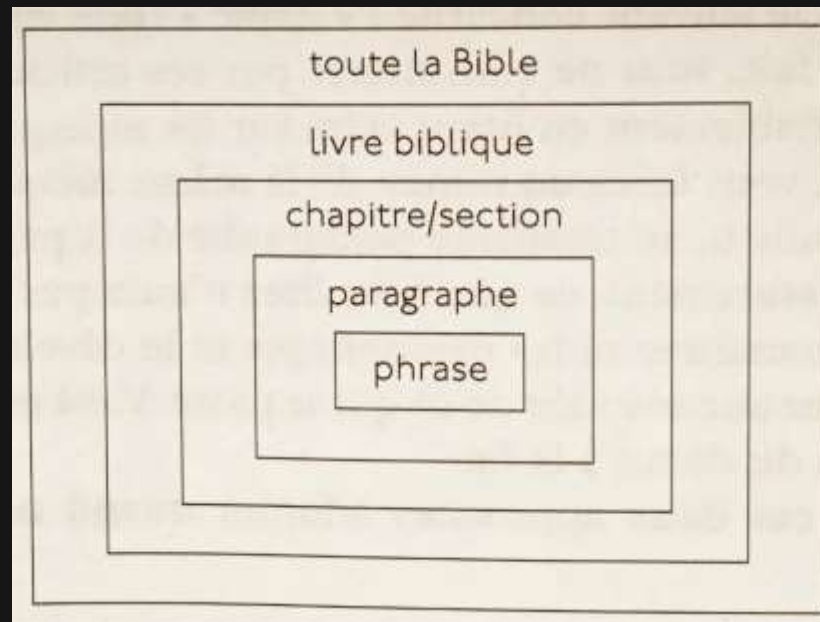 toute la Bible
livre biblique
chapitre/section
paragraphe
phrase